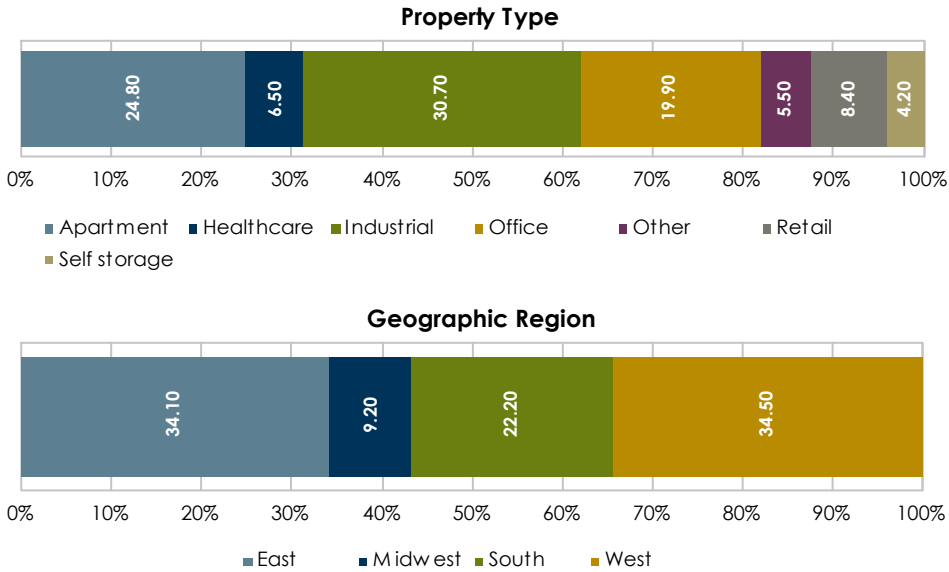 Property Type
24.80 6.50 30.70 19.90 5.50 8.40 4.20
0% 10% 20% 30% 40% 50% 60% 70% 80% 90% 100%
Apartment Healthcare Industrial Office Other Retail
Self storage
Geographic Region
34.10 9.20 22.20 34.50
0% 10% 20% 30% 40% 50% 60% 70% 80% 90% 100%
East Midwest South West